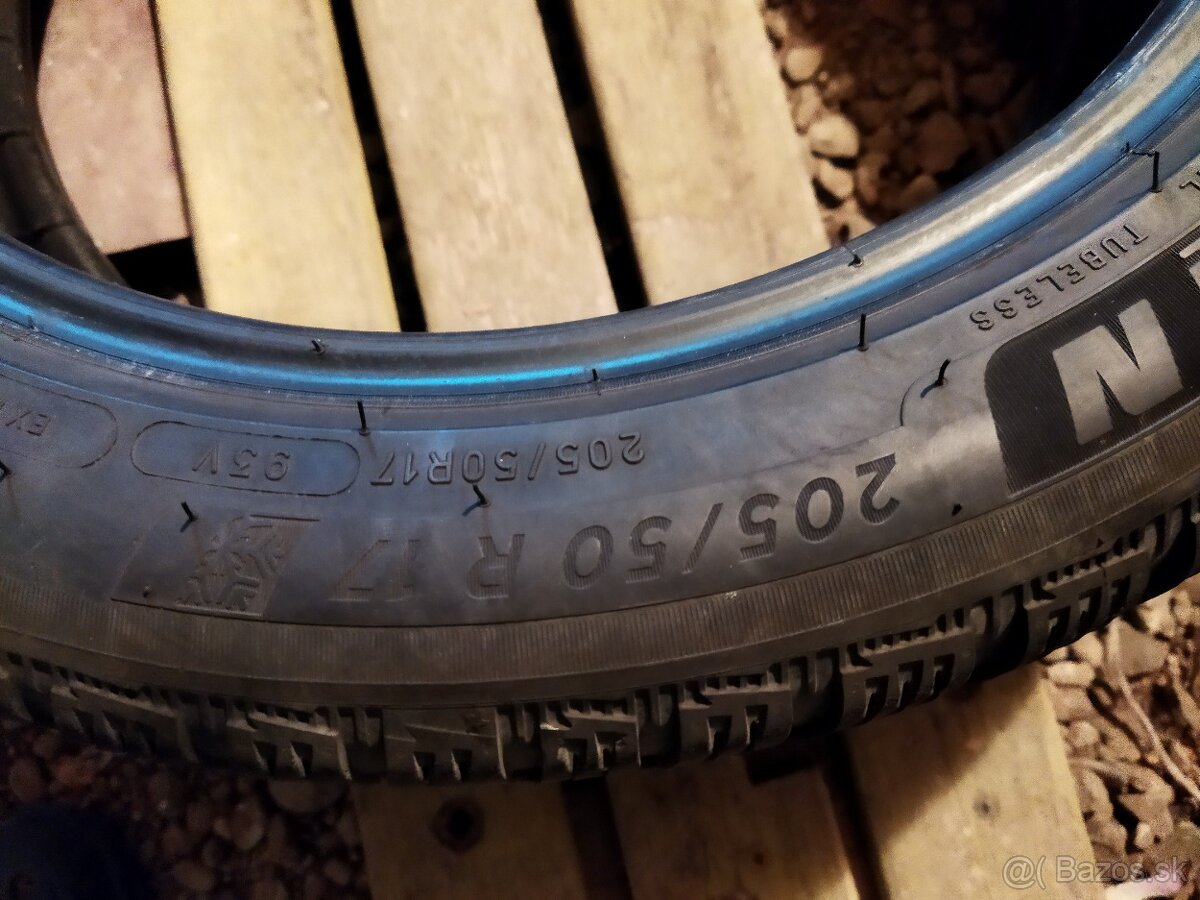 TUBELESS
N
205/50 R 17
205/50R17
93V
@( Bazos.sk